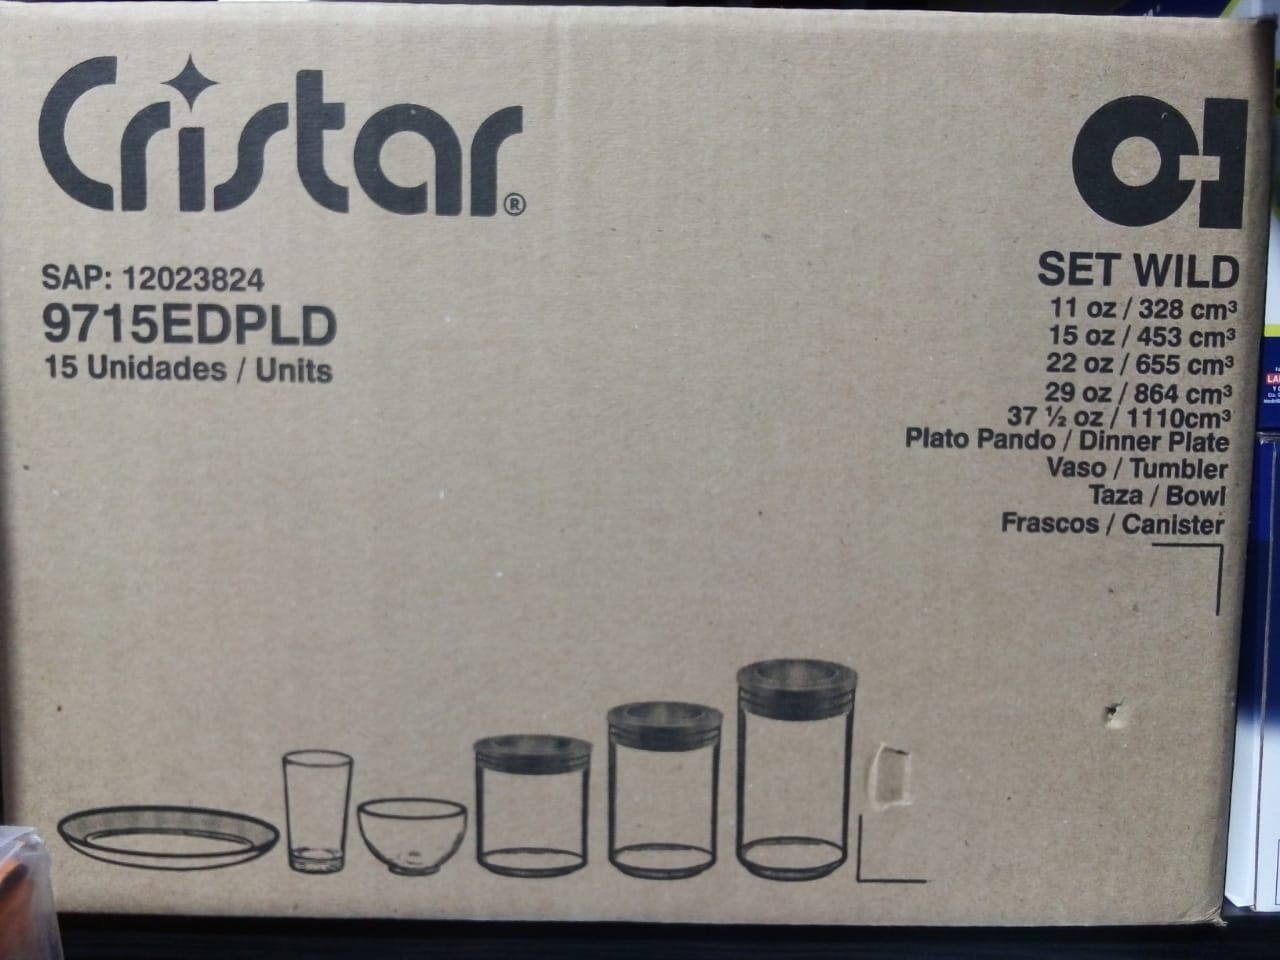 Cristar®
SAP: 12023824
9715EDPLD
15 Unidades / Units
O-I
SET WILD
11 oz / 328 cm³
15 oz / 453 cm³
22 oz / 655 cm³
29 oz / 864 cm³
37 ½ oz / 1110cm³
Plato Pando / Dinner Plate
Vaso / Tumbler
Taza / Bowl
Frascos / Canister